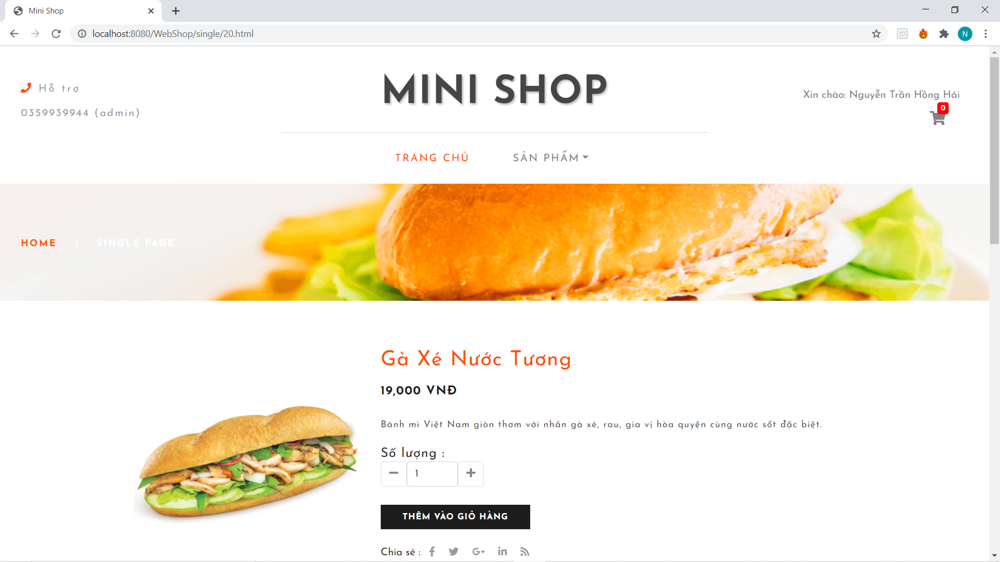 Mini Shop
localhost:8080/WebShop/single/20.html
N
Hỗ trợ
0359939944 (admin)
MINI SHOP
Xin chào: Nguyễn Trần Hồng Hải
0
TRANG CHỦ
SẢN PHẨM
HOME | SINGLE PAGE
Gà Xé Nước Tương
19,000 VNĐ
Bánh mì Việt Nam giòn thơm với nhân gà xé, rau, gia vị hòa quyện cùng nước sốt đặc biệt.
Số lượng :
1
THÊM VÀO GIỎ HÀNG
Chia sẻ :